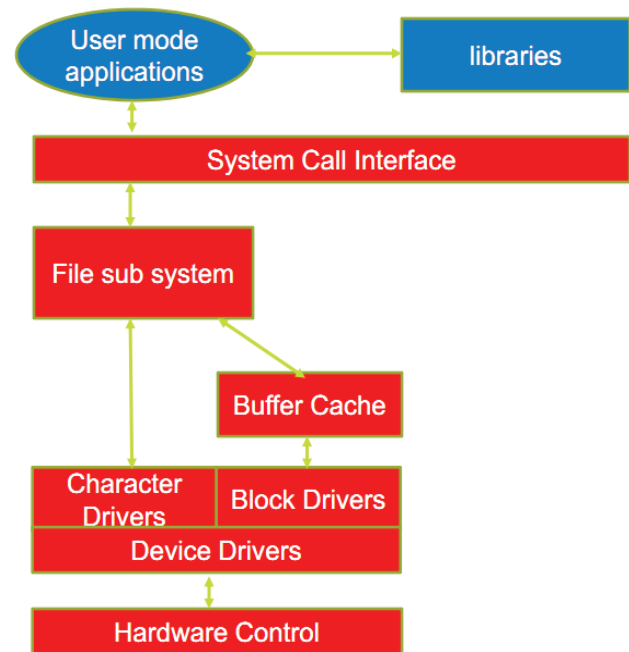 User mode
applications
libraries
System Call Interface
File sub system
Buffer Cache
Character
Drivers
Block Drivers
Device Drivers
Hardware Control